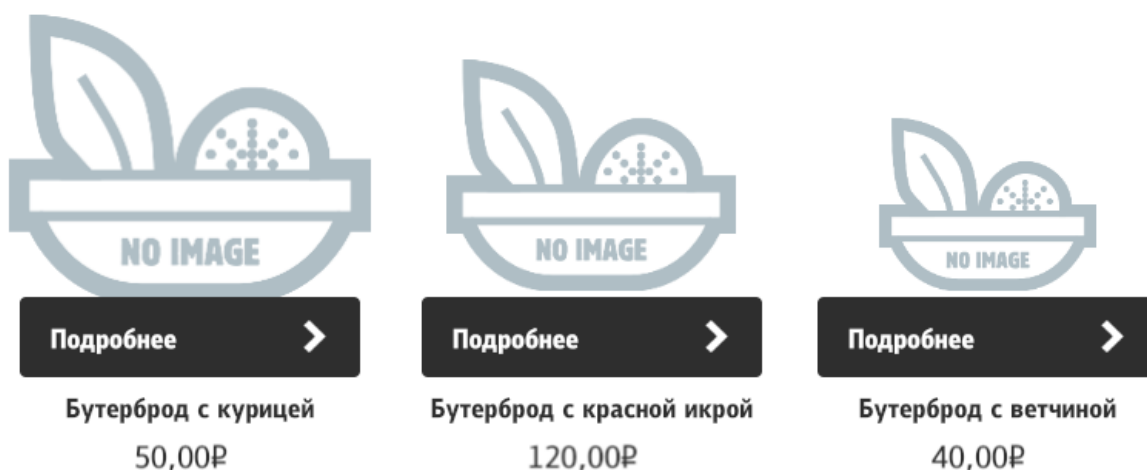 NO IMAGE
Подробнее
Бутерброд с курицей
50,00₽
NO IMAGE
Подробнее
Бутерброд с красной икрой
120,00₽
NO IMAGE
Подробнее
Бутерброд с ветчиной
40,00₽